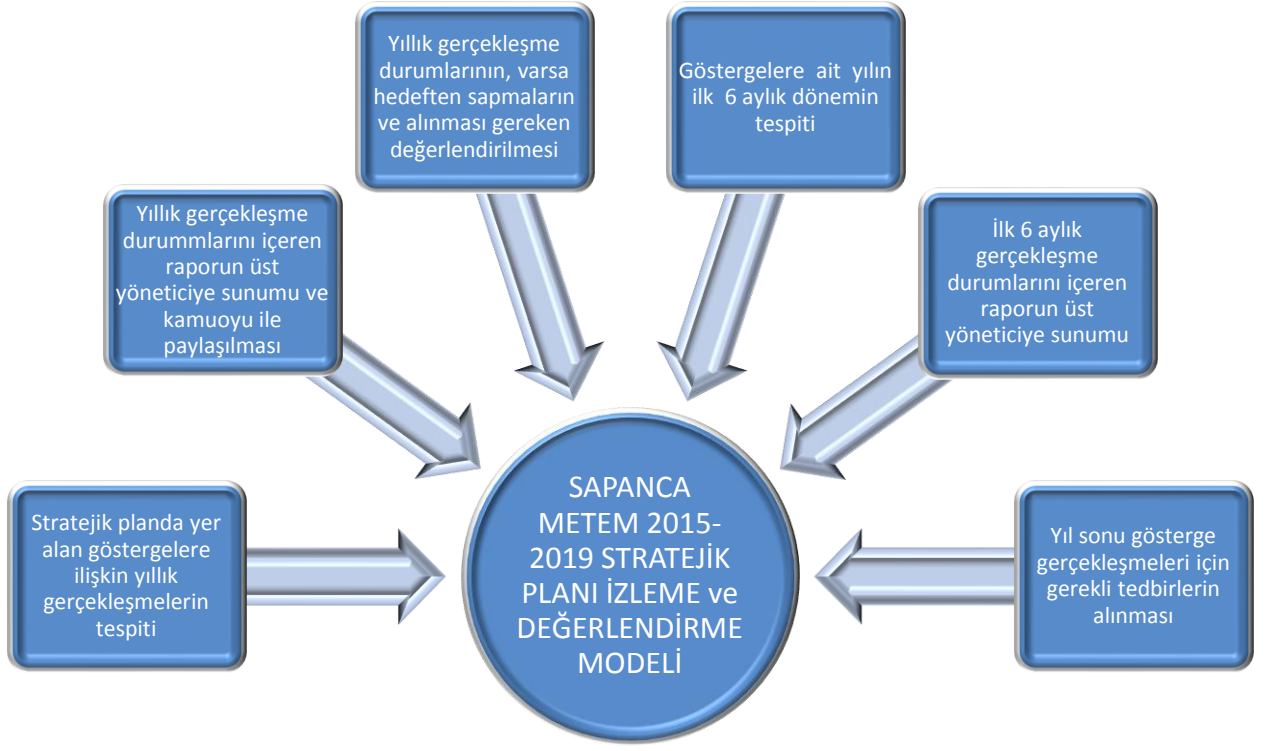 Yıllık gerçekleşme
durumlarının, varsa
hedeften sapmaların
ve alınması gereken
değerlendirilmesi
Göstergelere ait yılın
ilk 6 aylık dönemin
tespiti
Yıllık gerçekleşme
durummlarını içeren
raporun üst
yöneticiye sunumu ve
kamuoyu ile
paylaşılması
İlk 6 aylık
gerçekleşme
durumlarını içeren
raporun üst
yöneticiye sunumu
Stratejik planda yer
alan göstergelere
ilişkin yıllık
gerçekleşmelerin
tespiti
SAPANCA
METEM 2015-
2019 STRATEJİK
PLANI İZLEME ve
DEĞERLENDİRME
MODELİ
Yıl sonu gösterge
gerçekleşmeleri için
gerekli tedbirlerin
alınması